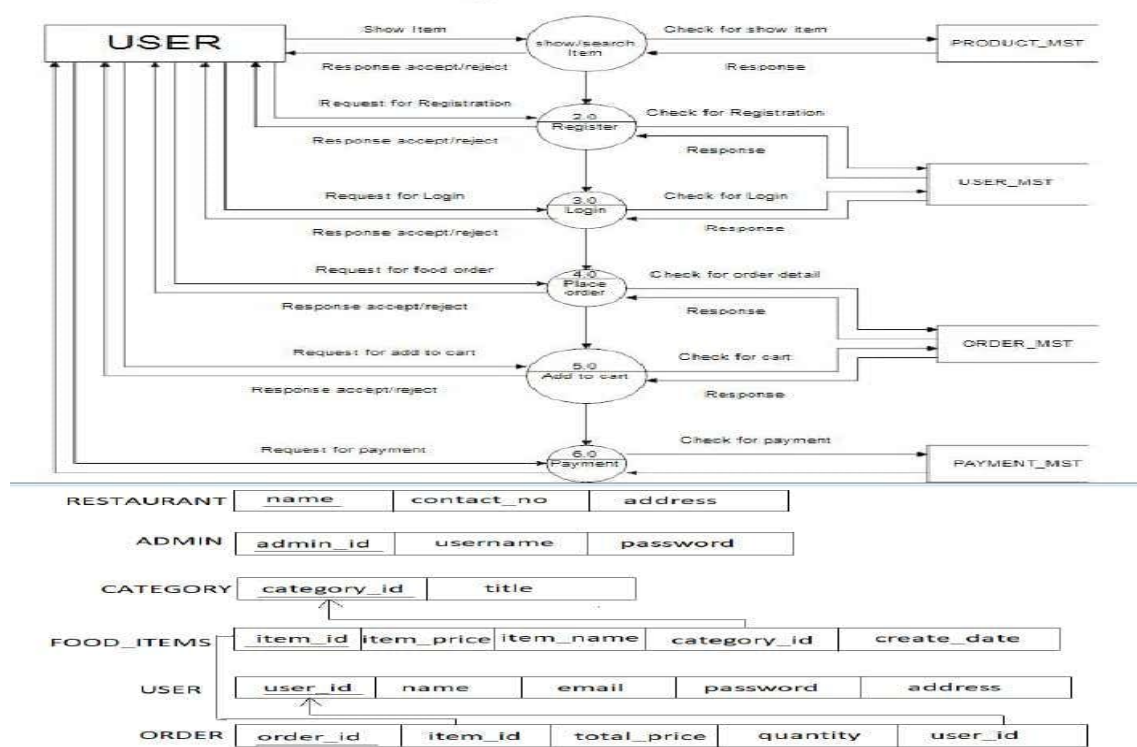 Show Item
Check for show item
USER
show/search
Item
PRODUCT_MST
Response accept/reject
Response
Request for Registration
2.0
Check for Registration
Register
Response accept/reject
Response
USER_MST
Request for Login
3.0
Check for Login
Login
Response accept/reject
Response
Request for food order
4.0
Check for order detail
Place
order
Response accept/reject
Response
ORDER_MST
Request for add to cart
5.0
Check for cart
Add to cart
Response accept/reject
Response
Request for payment
6.0
Check for payment
Payment
PAYMENT_MST
RESTAURANT name contact_no address
ADMIN admin_id username password
CATEGORY category_id title
FOOD_ITEMS item_id item_price item_name category_id create_date
USER user_id name email password address
ORDER order_id item_id total_price quantity user_id